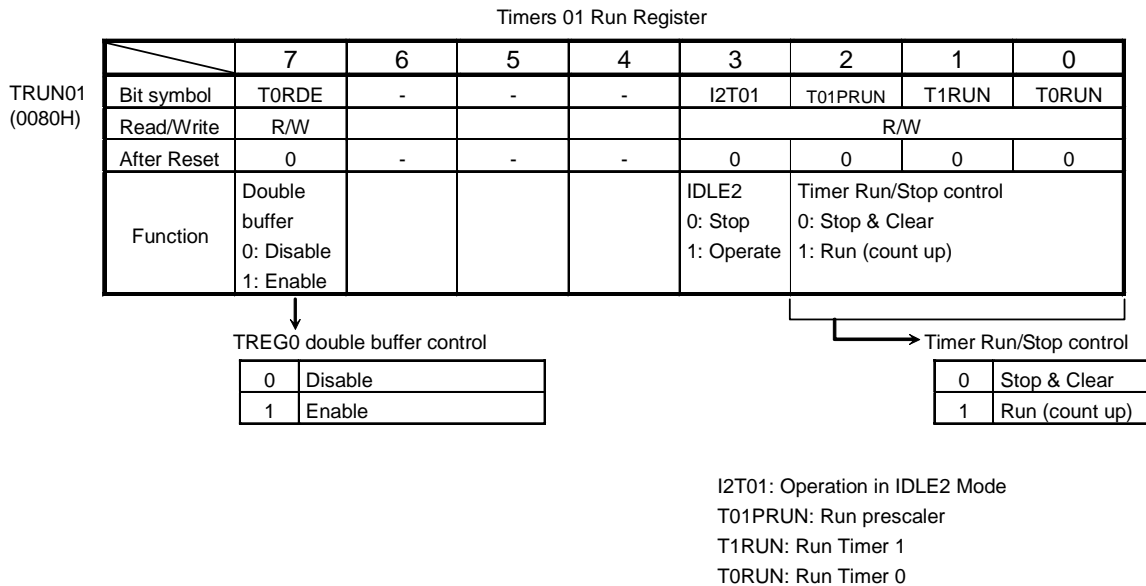 Timers 01 Run Register
7 6 5 4 3 2 1 0
TRUN01 Bit symbol T0RDE - - - I2T01 T01PRUN T1RUN T0RUN
(0080H) Read/Write R/W R/W
After Reset 0 - - - 0 0 0 0
Function
Double
buffer
0: Disable
1: Enable
IDLE2
0: Stop
1: Operate
Timer Run/Stop control
0: Stop & Clear
1: Run (count up)
TREG0 double buffer control
0 Disable
1 Enable
Timer Run/Stop control
0 Stop & Clear
1 Run (count up)
I2T01: Operation in IDLE2 Mode
T01PRUN: Run prescaler
T1RUN: Run Timer 1
T0RUN: Run Timer 0